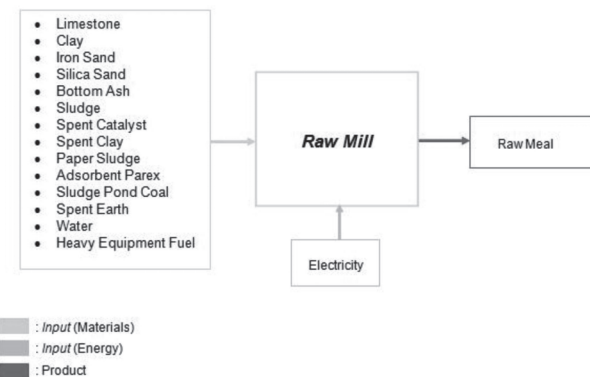 • Limestone
• Clay
• Iron Sand
• Silica Sand
• Bottom Ash
• Sludge
• Spent Catalyst
• Spent Clay
• Paper Sludge
• Adsorbent Parex
• Sludge Pond Coal
• Spent Earth
• Water
• Heavy Equipment Fuel
Raw Mill
Raw Meal
Electricity
: Input (Materials)
: Input (Energy)
: Product